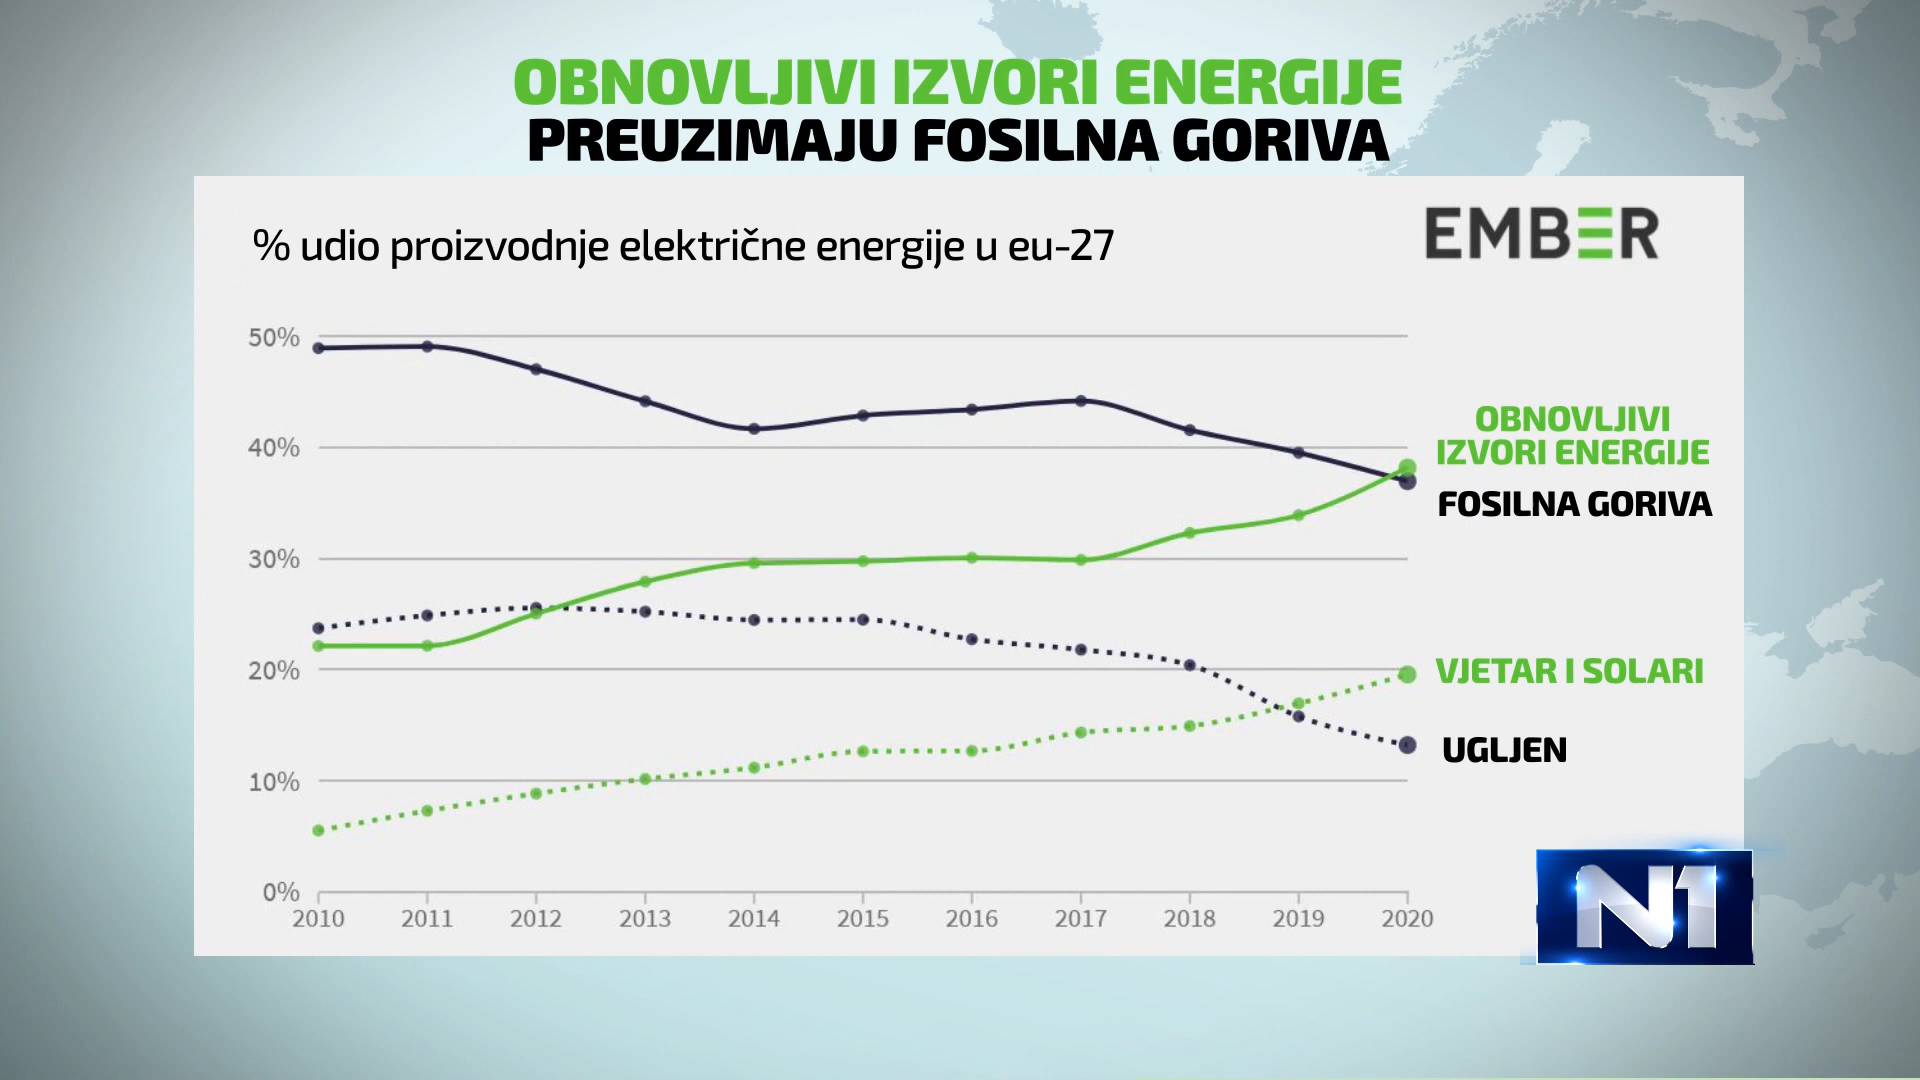 OBNOVLJIVI IZVORI ENERGIJE
PREUZIMAJU FOSILNA GORIVA
% udio proizvodnje električne energije u eu-27
EMBER
50%
40%
30%
20%
10%
0%
2010 2011 2012 2013 2014 2015 2016 2017 2018 2019 2020
OBNOVLJIVI
IZVORI ENERGIJE
FOSILNA GORIVA
VJETAR I SOLARI
UGLJEN
N1